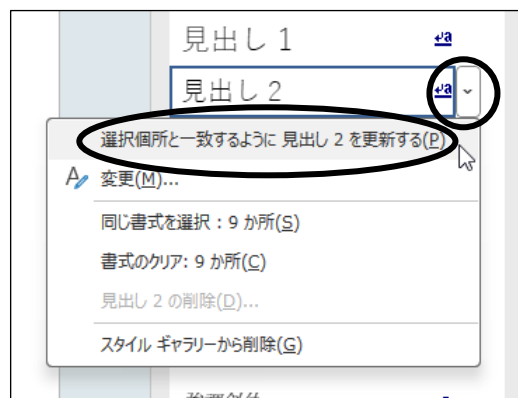 見出し 1
見出し 2
選択個所と一致するように 見出し 2 を更新する(P)
変更(M)...
同じ書式を選択 : 9 か所(S)
書式のクリア: 9 か所(C)
見出し 2 の削除(D)...
スタイル ギャラリーから削除(G)